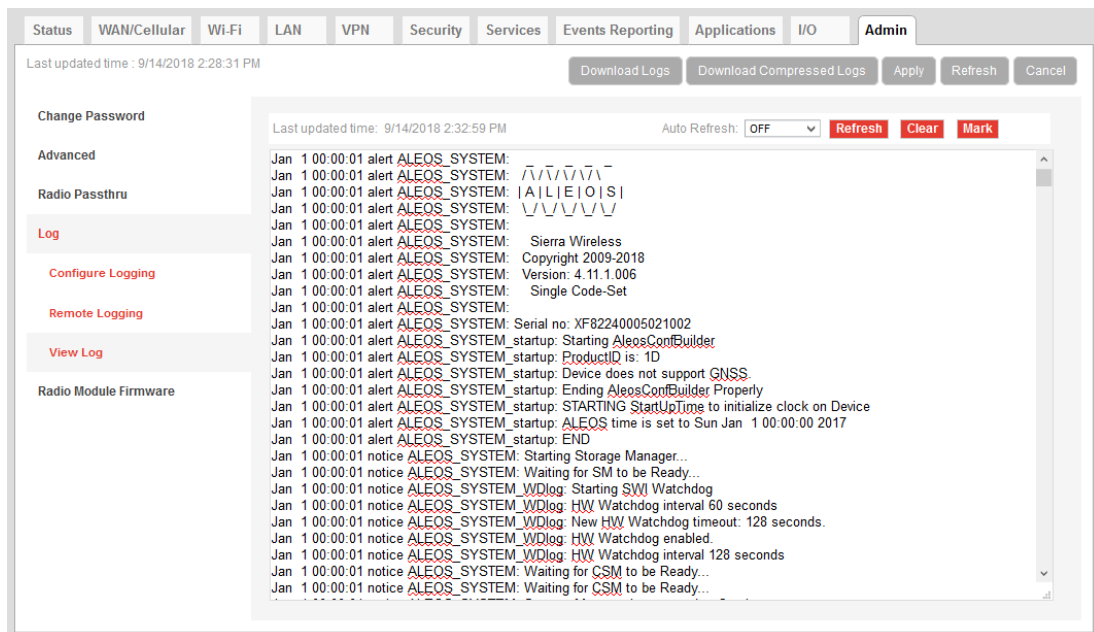 Status WAN/Cellular Wi-Fi LAN VPN Security Services Events Reporting Applications I/O Admin
Last updated time : 9/14/2018 2:28:31 PM
Download Logs Download Compressed Logs Apply Refresh Cancel
Change Password
Advanced
Radio Passthru
Log
Configure Logging
Remote Logging
View Log
Radio Module Firmware
Last updated time: 9/14/2018 2:32:59 PM Auto Refresh: OFF Refresh Clear Mark
Jan 1 00:00:01 alert ALEOS_SYSTEM: _ _ _ _ _
Jan 1 00:00:01 alert ALEOS_SYSTEM: / \ / \ / \ / \ / \
Jan 1 00:00:01 alert ALEOS_SYSTEM: | A | L | E | O | S |
Jan 1 00:00:01 alert ALEOS_SYSTEM: \_/ \_/ \_/ \_/ \_/
Jan 1 00:00:01 alert ALEOS_SYSTEM:
Jan 1 00:00:01 alert ALEOS_SYSTEM: Sierra Wireless
Jan 1 00:00:01 alert ALEOS_SYSTEM: Copyright 2009-2018
Jan 1 00:00:01 alert ALEOS_SYSTEM: Version: 4.11.1.006
Jan 1 00:00:01 alert ALEOS_SYSTEM: Single Code-Set
Jan 1 00:00:01 alert ALEOS_SYSTEM:
Jan 1 00:00:01 alert ALEOS_SYSTEM: Serial no: XF82240005021002
Jan 1 00:00:01 alert ALEOS_SYSTEM_startup: Starting AleosConfBuilder
Jan 1 00:00:01 alert ALEOS_SYSTEM_startup: ProductID is: 1D
Jan 1 00:00:01 alert ALEOS_SYSTEM_startup: Device does not support GNSS.
Jan 1 00:00:01 alert ALEOS_SYSTEM_startup: Ending AleosConfBuilder Properly
Jan 1 00:00:01 alert ALEOS_SYSTEM_startup: STARTING StartUpTime to initialize clock on Device
Jan 1 00:00:01 alert ALEOS_SYSTEM_startup: ALEOS time is set to Sun Jan 1 00:00:00 2017
Jan 1 00:00:01 alert ALEOS_SYSTEM_startup: END
Jan 1 00:00:01 notice ALEOS_SYSTEM: Starting Storage Manager...
Jan 1 00:00:01 notice ALEOS_SYSTEM: Waiting for SM to be Ready...
Jan 1 00:00:01 notice ALEOS_SYSTEM_WDlog: Starting SWI Watchdog
Jan 1 00:00:01 notice ALEOS_SYSTEM_WDlog: HW Watchdog interval 60 seconds
Jan 1 00:00:01 notice ALEOS_SYSTEM_WDlog: New HW Watchdog timeout: 128 seconds.
Jan 1 00:00:01 notice ALEOS_SYSTEM_WDlog: HW Watchdog enabled.
Jan 1 00:00:01 notice ALEOS_SYSTEM_WDlog: HW Watchdog interval 128 seconds
Jan 1 00:00:01 notice ALEOS_SYSTEM: Waiting for CSM to be Ready...
Jan 1 00:00:01 notice ALEOS_SYSTEM: Waiting for CSM to be Ready...